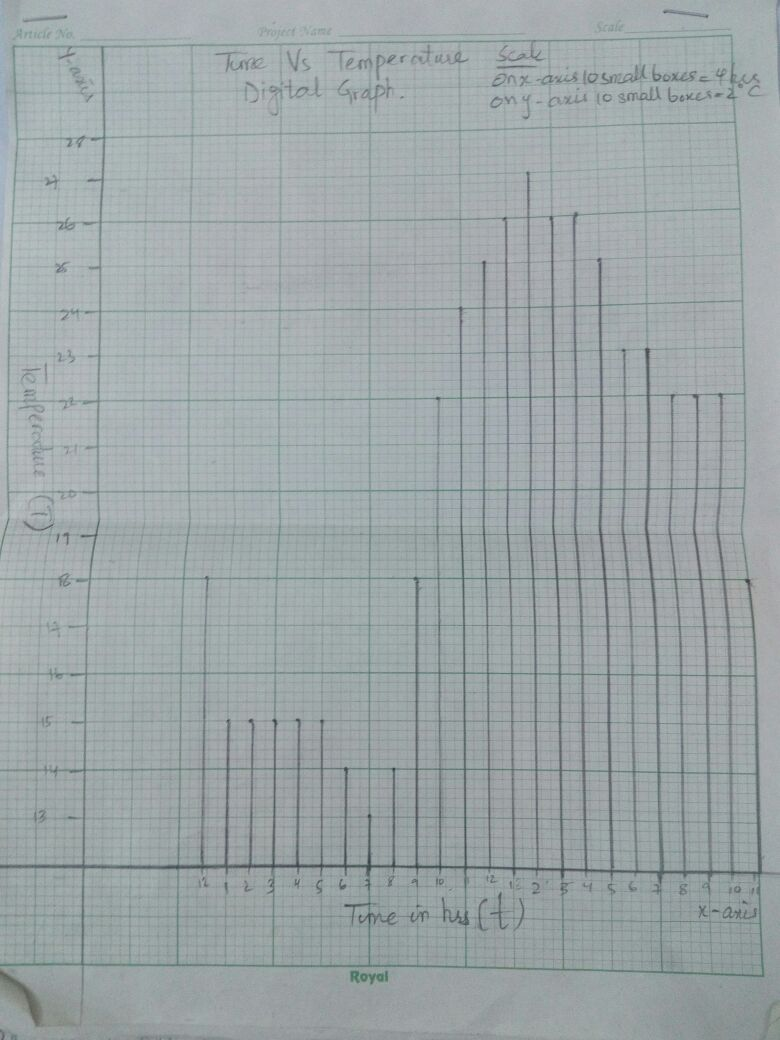 Article No.
Project Name
Scale
Y-axis
Time Vs Temperature
Digital Graph.
Scale
On x-axis 10 small boxes = 4 hrs
on y-axis 10 small boxes = 2°C
28
27
26
25
24
23
22
21
20
19
18
17
16
15
14
13
Temperature (T)
12 1 2 3 4 5 6 7 8 9 10 11 12 1 2 3 4 5 6 7 8 9 10 11
Time in hrs (t)
x-axis
Royal